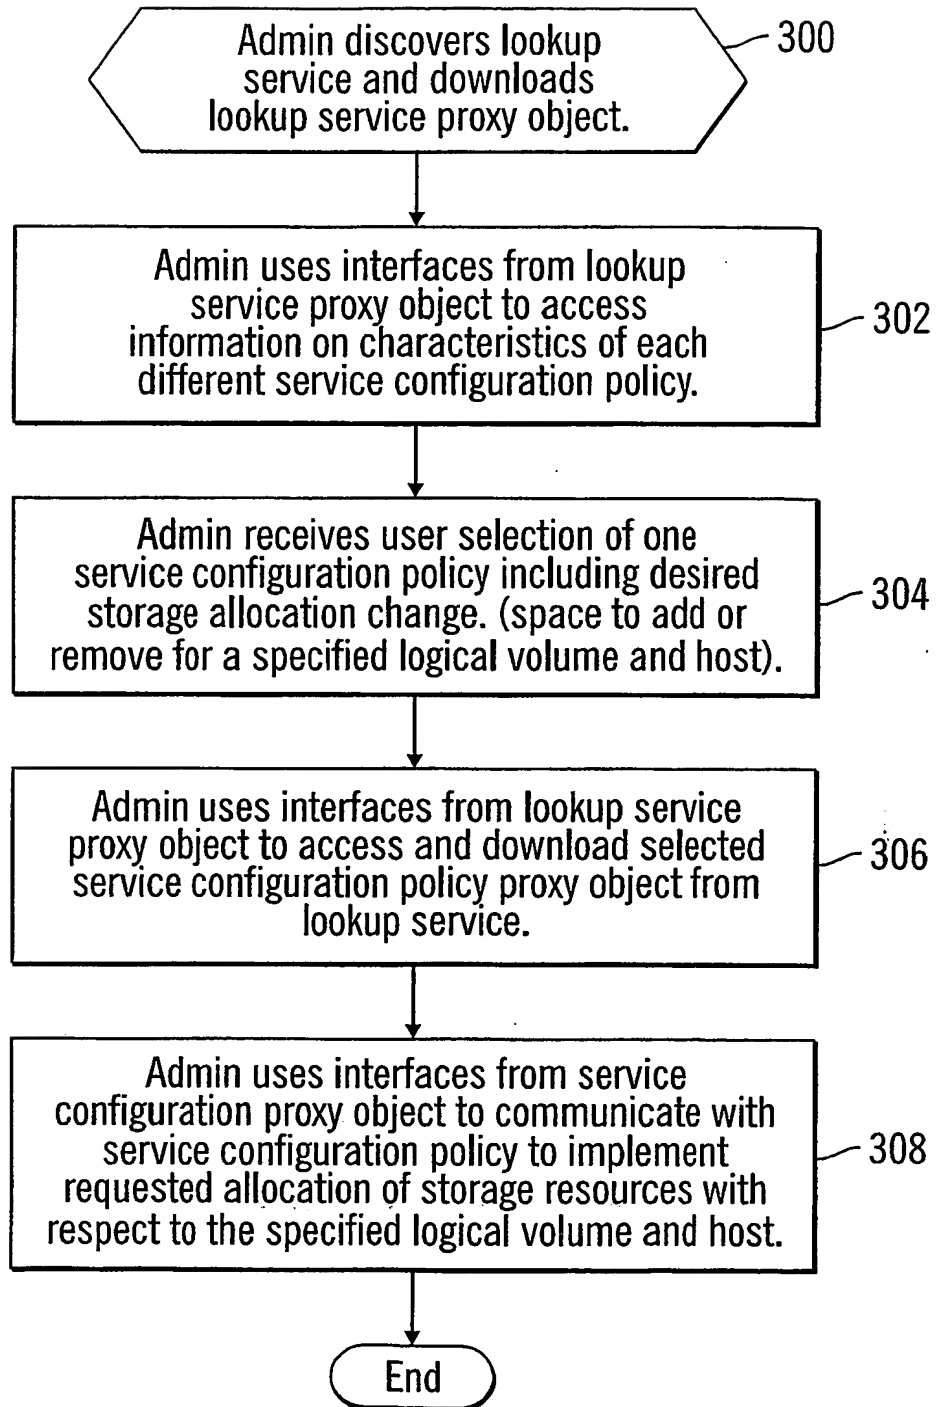 Admin discovers lookup
service and downloads
lookup service proxy object.
300
Admin uses interfaces from lookup
service proxy object to access
information on characteristics of each
different service configuration policy.
302
Admin receives user selection of one
service configuration policy including desired
storage allocation change. (space to add or
remove for a specified logical volume and host).
304
Admin uses interfaces from lookup service
proxy object to access and download selected
service configuration policy proxy object from
lookup service.
306
Admin uses interfaces from service
configuration proxy object to communicate with
service configuration policy to implement
requested allocation of storage resources with
respect to the specified logical volume and host.
308
End